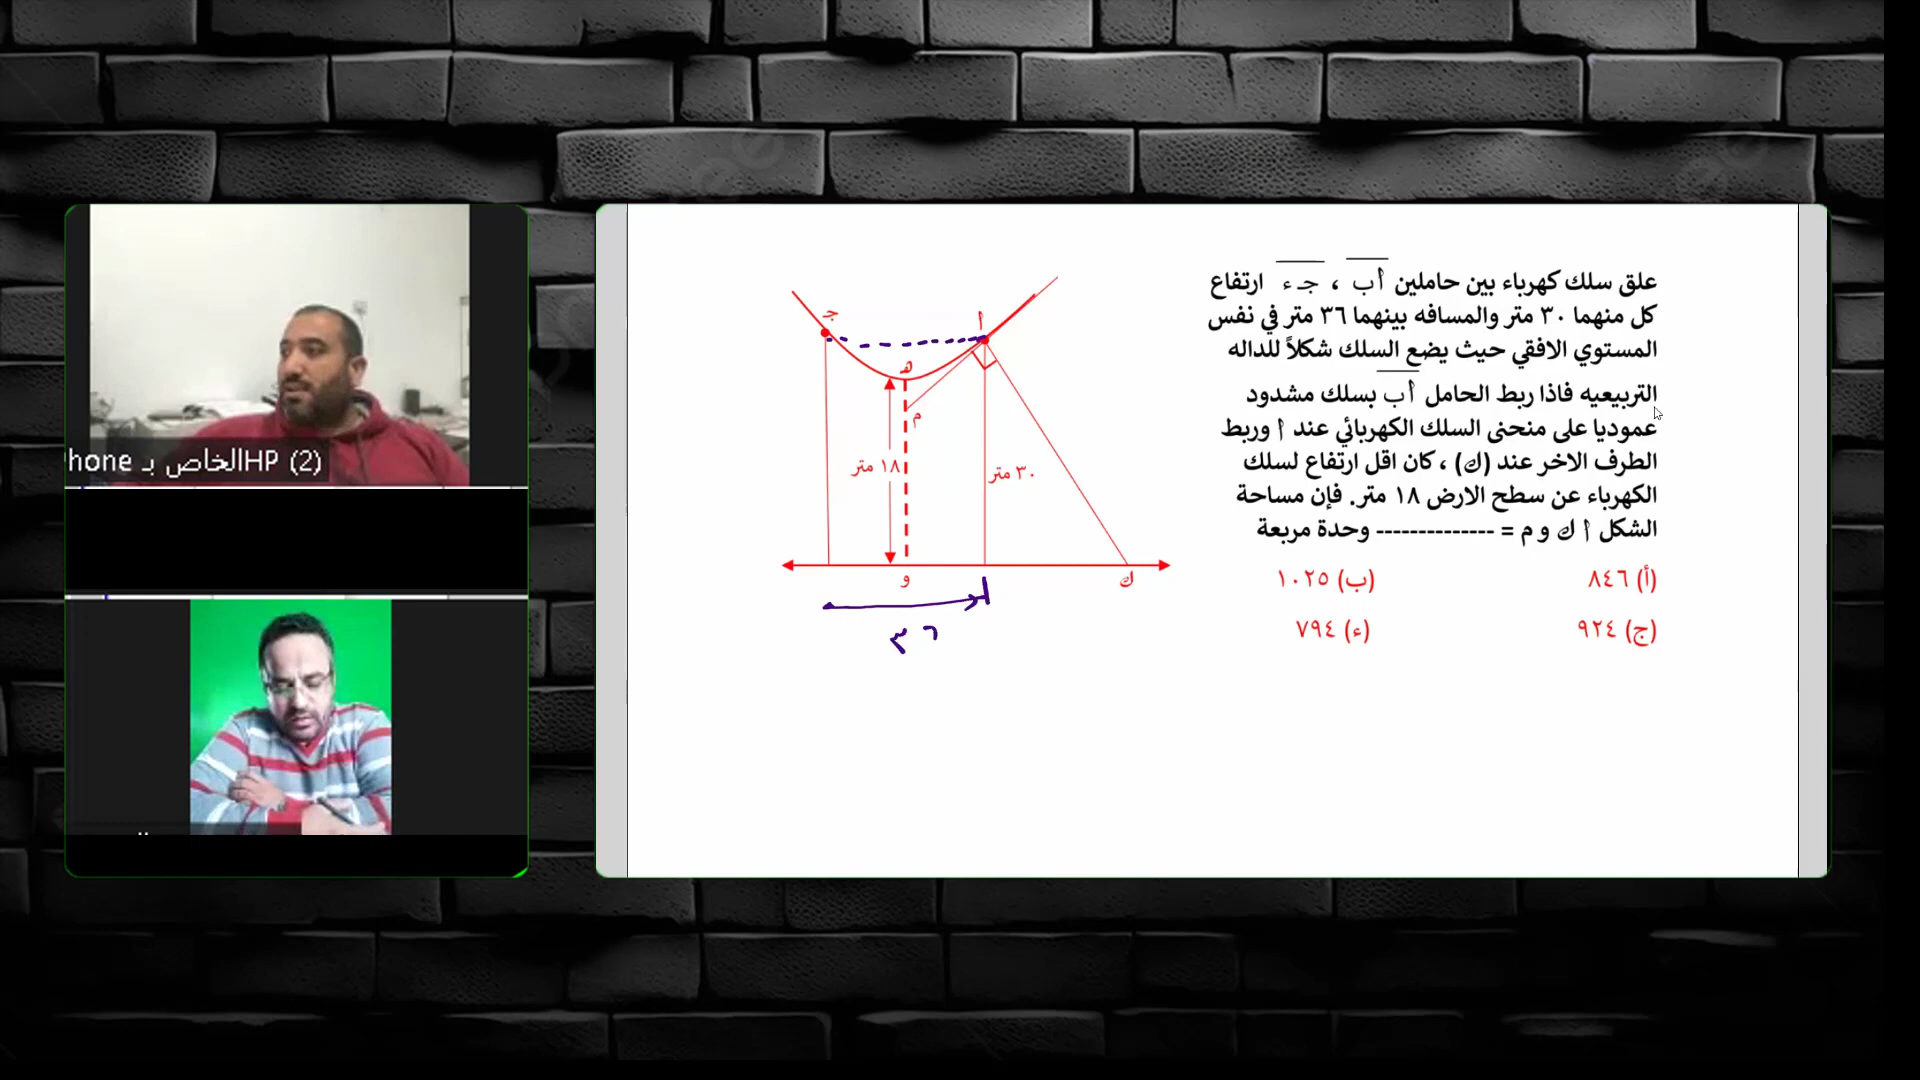 علق سلك كهرباء بين حاملين أب ، جـ ء ارتفاع
كل منهما ٣٠ متر والمسافه بينهما ٣٦ متر في نفس
المستوي الافقي حيث يضع السلك شكلاً للداله
التربيعيه فاذا ربط الحامل أب بسلك مشدود
عموديا على منحنى السلك الكهربائي عند أ وربط
الطرف الاخر عند (ك) ، كان اقل ارتفاع لسلك
الكهرباء عن سطح الارض ١٨ متر. فإن مساحة
الشكل أ ك و م = -------------- وحدة مربعة
(أ) ٨٤٦
(ب) ١٠٢٥
(ج) ٩٢٤
(ء) ٧٩٤
جـ
أ
هـ
م
١٨ متر
٣٠ متر
و
ك
٣٦
hone الخاص بـ HP (2)